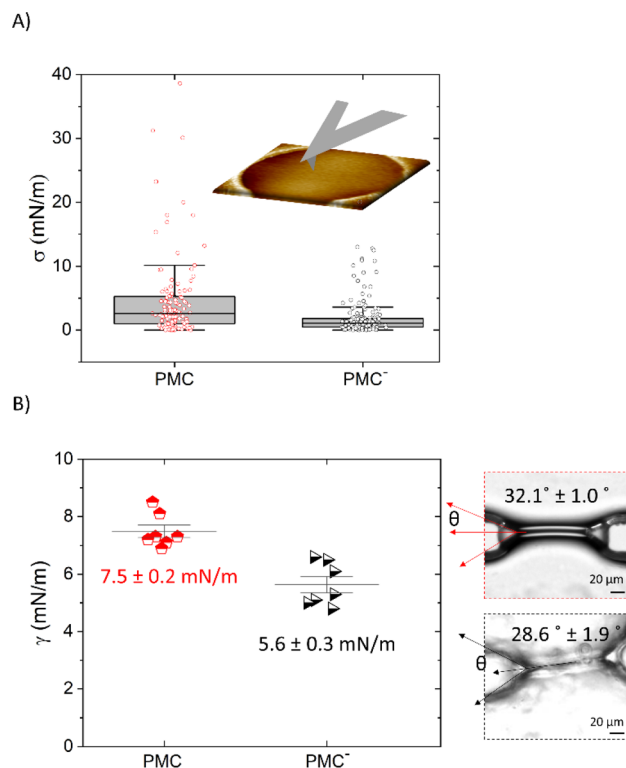 A)
40
30
20
10
0
σ (mN/m)
PMC
PMC⁻
B)
10
8
6
4
2
0
γ (mN/m)
7.5 ± 0.2 mN/m
5.6 ± 0.3 mN/m
PMC
PMC⁻
32.1° ± 1.0 °
θ
20 µm
28.6 ° ± 1.9 °
θ
20 µm